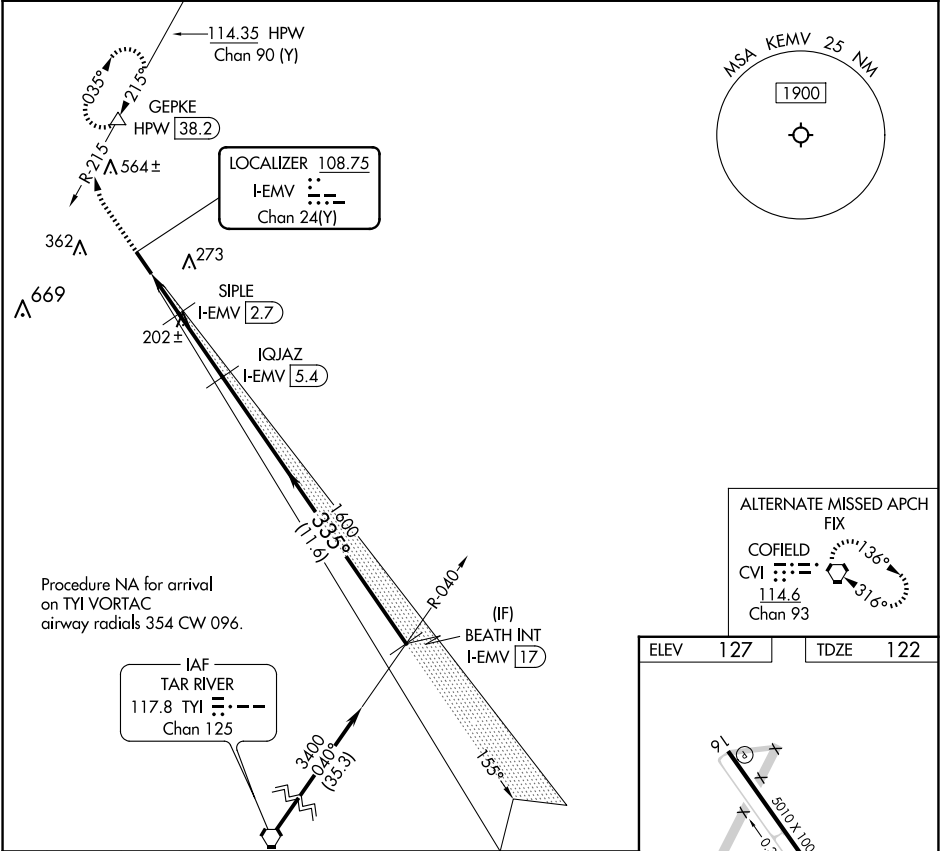 114.35 HPW
Chan 90 (Y)
MSA KEMV 25 NM
1900
035°
215°
GEPKE
HPW 38.2
R-215
564±
LOCALIZER 108.75
I-EMV
Chan 24(Y)
362
273
669
SIPLE
I-EMV 2.7
202±
IQJAZ
I-EMV 5.4
1600
335°
(11.6)
ALTERNATE MISSED APCH
FIX
COFIELD
CVI
114.6
Chan 93
136°
316°
Procedure NA for arrival
on TYI VORTAC
airway radials 354 CW 096.
R-040
(IF)
BEATH INT
I-EMV 17
IAF
TAR RIVER
117.8 TYI
Chan 125
3400
040°
(35.3)
155°
ELEV 127
TDZE 122
16
P
5010 X 100